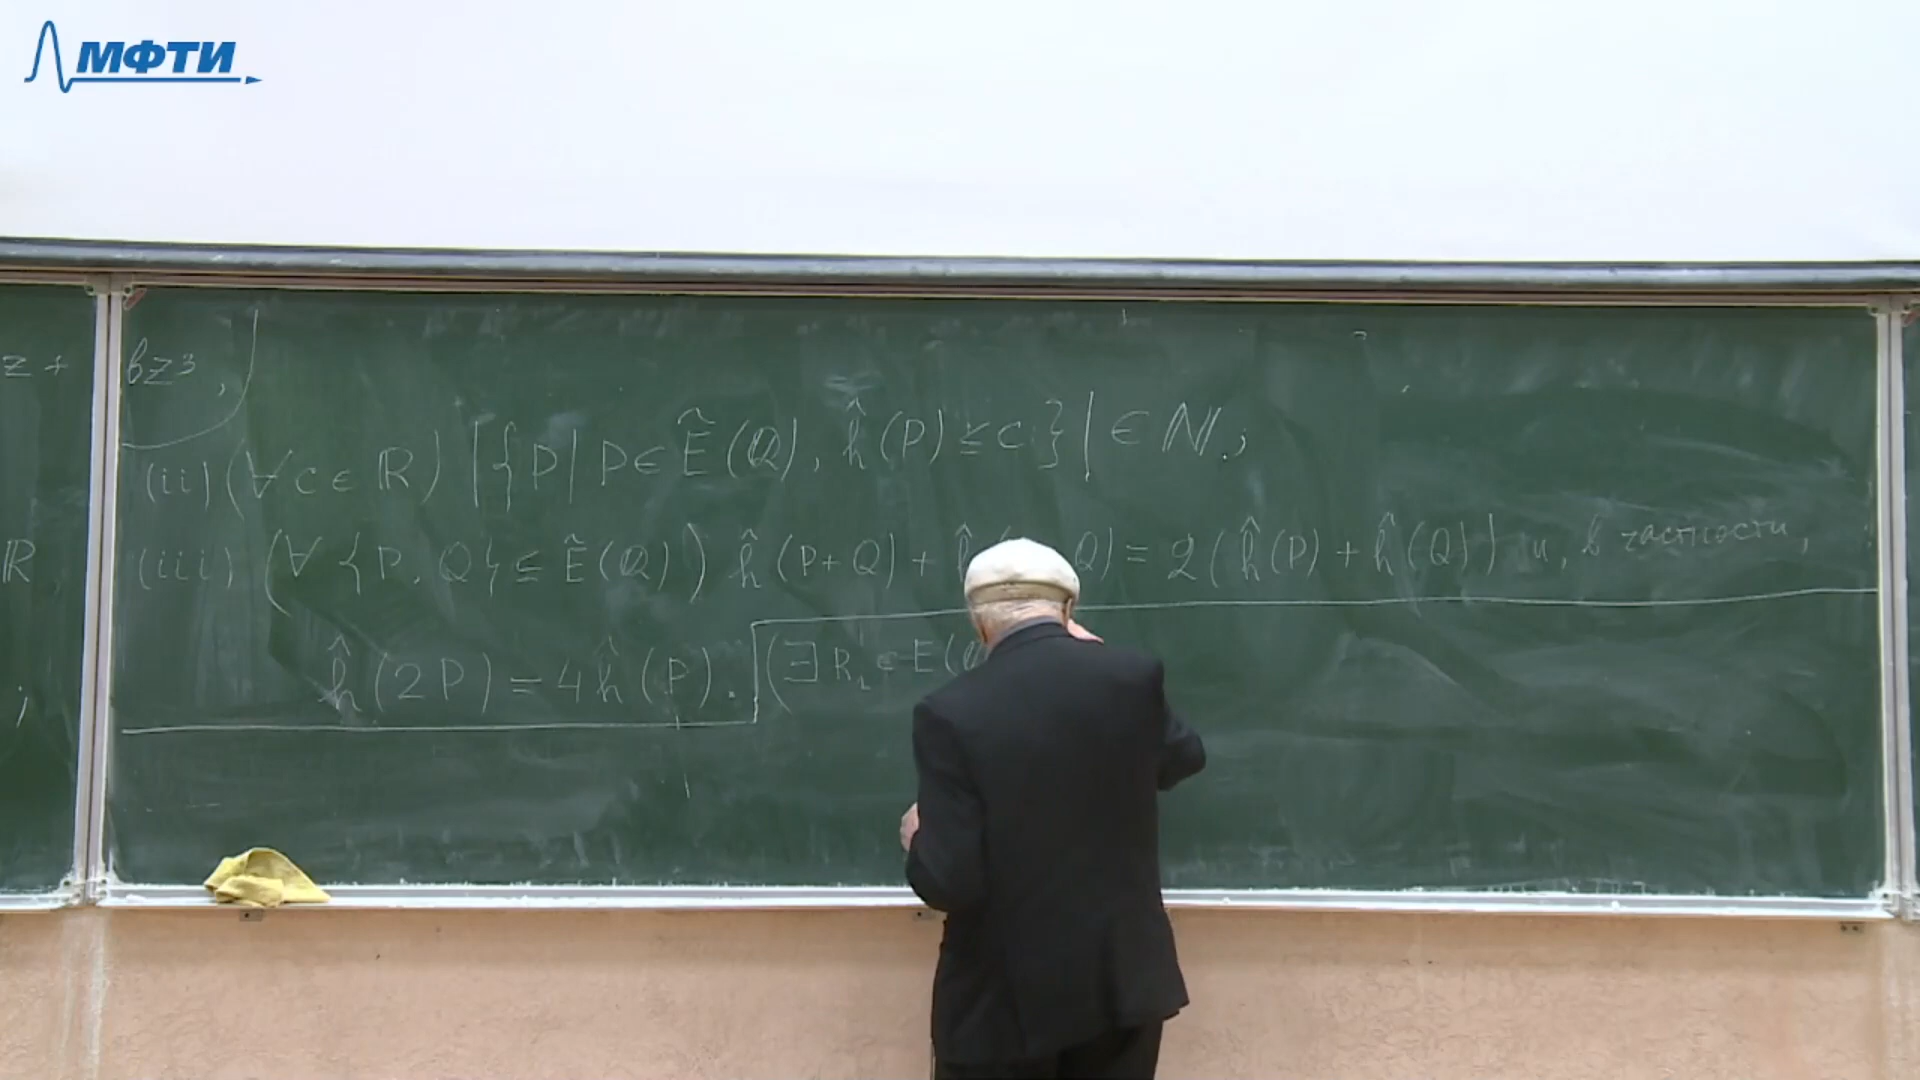 МФТИ
z +
bz³,
(ii) (∀ c ∈ ℝ) |{P | P ∈ Ẽ(Q), ĥ(P) ≤ c}| ∈ ℕ.;
ℝ,
(iii) (∀ {P, Q} ⊆ Ẽ(Q)) ĥ(P+Q) + Q) = 2(ĥ(P) + ĥ(Q)) и, в частности,
;
ĥ(2P) = 4ĥ(P). (∃ R₁ ∈ E(